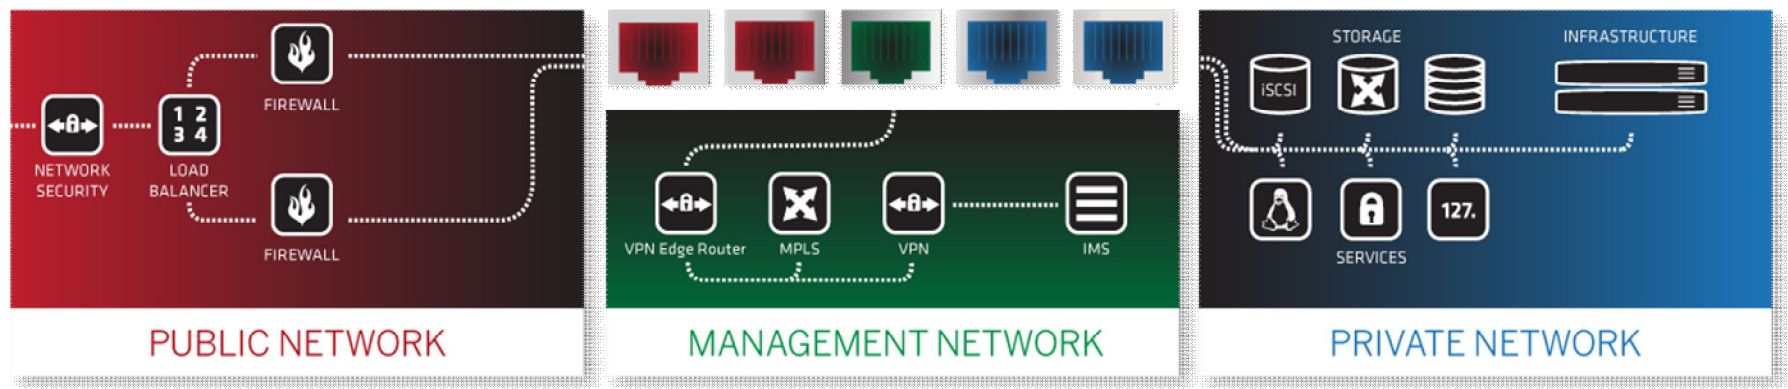 FIREWALL
NETWORK
SECURITY
1 2
3 4
LOAD
BALANCER
FIREWALL
PUBLIC NETWORK
VPN Edge Router
MPLS
VPN
IMS
MANAGEMENT NETWORK
STORAGE
INFRASTRUCTURE
iSCSI
127.
SERVICES
PRIVATE NETWORK